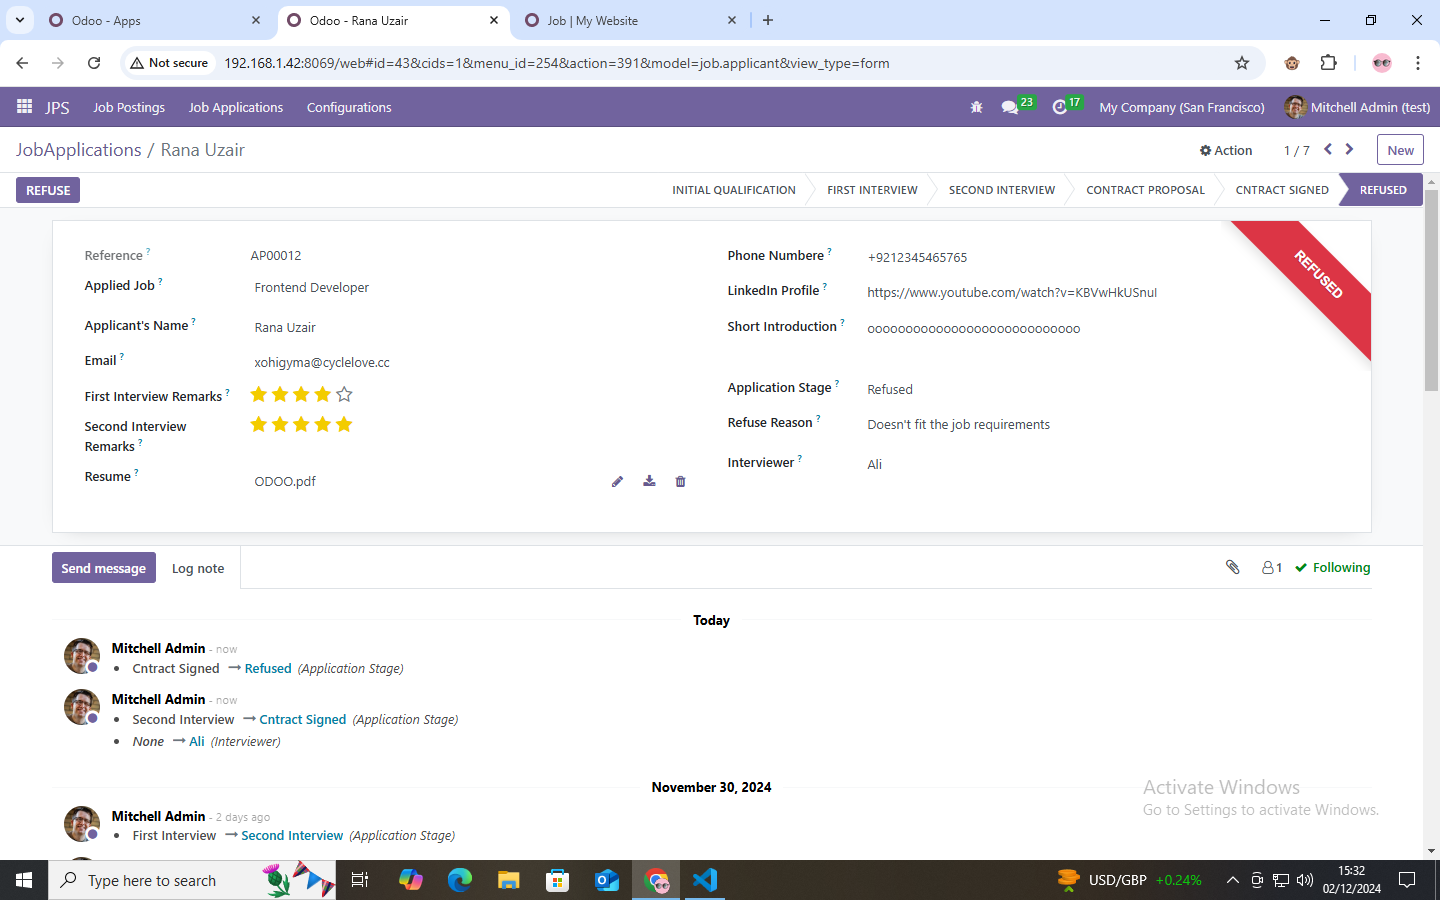 Odoo - Apps
Odoo - Rana Uzair
Job | My Website
Not secure
192.168.1.42:8069/web#id=43&cids=1&menu_id=254&action=391&model=job.applicant&view_type=form
JPS Job Postings Job Applications Configurations
23 17 My Company (San Francisco) Mitchell Admin (test)
JobApplications / Rana Uzair
Action 1 / 7 New
REFUSE
INITIAL QUALIFICATION FIRST INTERVIEW SECOND INTERVIEW CONTRACT PROPOSAL CNTRACT SIGNED REFUSED
REFUSED
Reference ? AP00012
Applied Job ? Frontend Developer
Applicant's Name ? Rana Uzair
Email ? xohigyma@cyclelove.cc
First Interview Remarks ?
Second Interview
Remarks ?
Resume ? ODOO.pdf
Phone Numbere ? +9212345465765
LinkedIn Profile ? https://www.youtube.com/watch?v=KBVwHkUSnuI
Short Introduction ? oooooooooooooooooooooooooooo
Application Stage ? Refused
Refuse Reason ? Doesn't fit the job requirements
Interviewer ? Ali
Send message Log note
1 Following
Today
Mitchell Admin - now
Cntract Signed → Refused (Application Stage)
Mitchell Admin - now
Second Interview → Cntract Signed (Application Stage)
None → Ali (Interviewer)
November 30, 2024
Mitchell Admin - 2 days ago
First Interview → Second Interview (Application Stage)
Activate Windows
Go to Settings to activate Windows.
Type here to search
USD/GBP +0.24%
15:32
02/12/2024